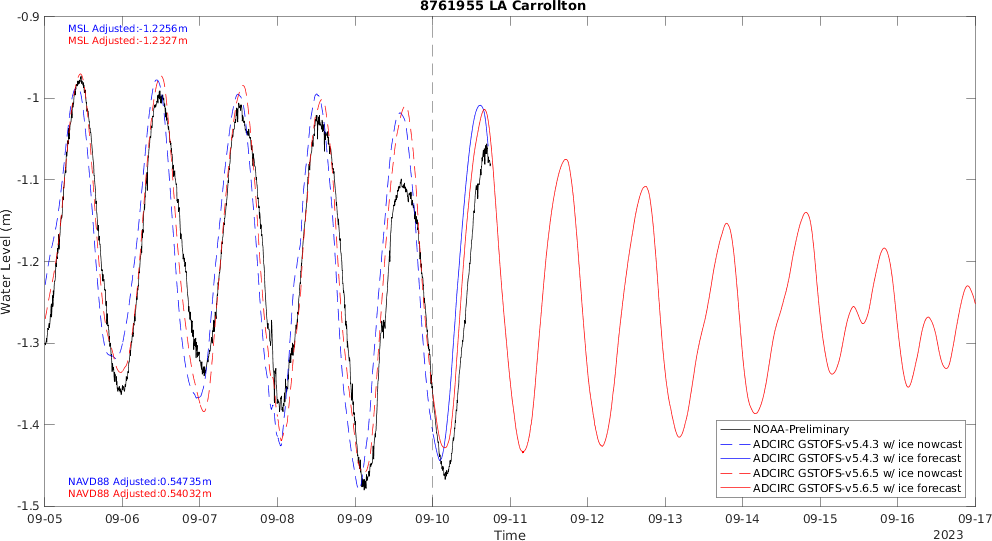 8761955 LA Carrollton
MSL Adjusted:-1.2256m
MSL Adjusted:-1.2327m
-0.9
-1
-1.1
-1.2
-1.3
-1.4
-1.5
Water Level (m)
NAVD88 Adjusted:0.54735m
NAVD88 Adjusted:0.54032m
NOAA-Preliminary
ADCIRC GSTOFS-v5.4.3 w/ ice nowcast
ADCIRC GSTOFS-v5.4.3 w/ ice forecast
ADCIRC GSTOFS-v5.6.5 w/ ice nowcast
ADCIRC GSTOFS-v5.6.5 w/ ice forecast
09-05 09-06 09-07 09-08 09-09 09-10 09-11 09-12 09-13 09-14 09-15 09-16 09-17
Time
2023